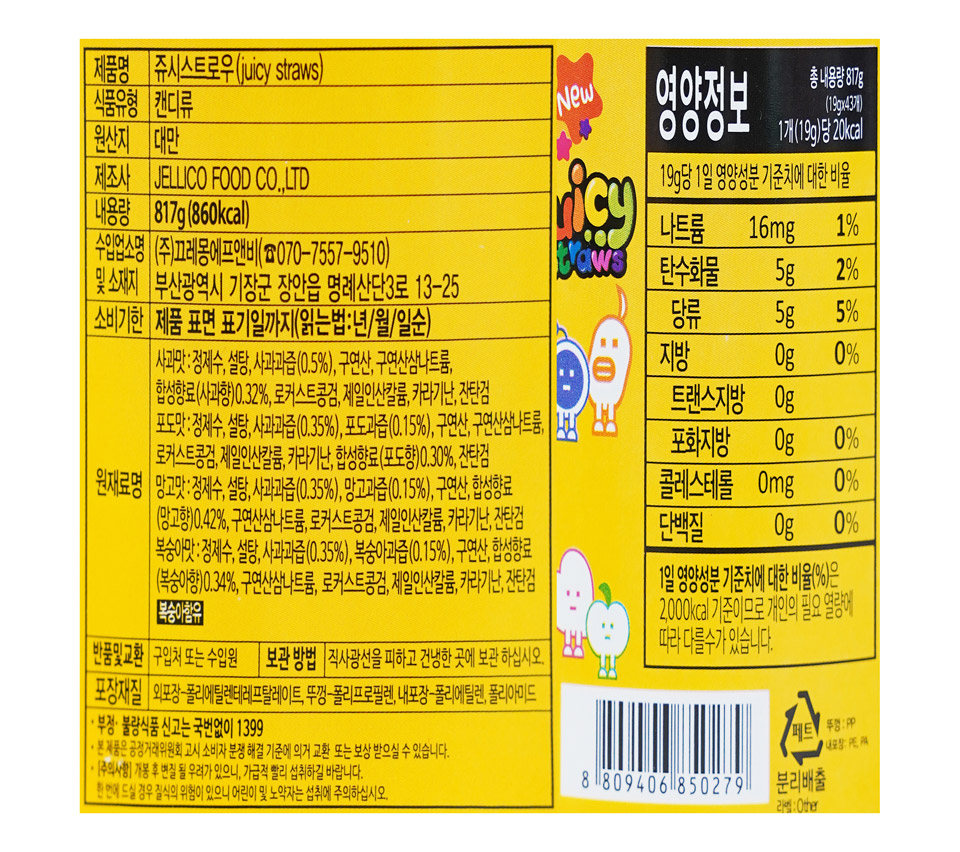 제품명 쥬시스트로우(juicy straws)
식품유형 캔디류
원산지 대만
제조사 JELLICO FOOD CO.,LTD
내용량 817g(860kcal)
수입업소명 및 소재지 (주)끄레몽에프앤비(☎070-7557-9510)
부산광역시 기장군 장안읍 명례산단3로 13-25
소비기한 제품 표면 표기일까지(읽는법:년/월/일순)
원재료명
사과맛:정제수, 설탕, 사과과즙(0.5%), 구연산, 구연산삼나트륨,
합성향료(사과향)0.32%, 로커스트콩검, 제일인산칼륨, 카라기난, 잔탄검
포도맛:정제수, 설탕, 사과과즙(0.35%), 포도과즙(0.15%), 구연산, 구연산삼나트륨,
로커스트콩검, 제일인산칼륨, 카라기난, 합성향료(포도향)0.30%, 잔탄검
망고맛:정제수, 설탕, 사과과즙(0.35%), 망고과즙(0.15%), 구연산, 합성향료
(망고향)0.42%, 구연산삼나트륨, 로커스트콩검, 제일인산칼륨, 카라기난, 잔탄검
복숭아맛:정제수, 설탕, 사과과즙(0.35%), 복숭아과즙(0.15%), 구연산, 합성향료
(복숭아향)0.34%, 구연산삼나트륨, 로커스트콩검, 제일인산칼륨, 카라기난, 잔탄검
복숭아함유
반품및교환 구입처 또는 수입원 보관 방법 직사광선을 피하고 건냉한 곳에 보관 하십시오.
포장재질 외포장-폴리에틸렌테레프탈레이트, 뚜껑-폴리프로필렌, 내포장-폴리에틸렌, 폴리아미드
· 부정·불량식품 신고는 국번없이 1399
· 본 제품은 공정거래위원회 고시 소비자 분쟁 해결 기준에 의거 교환 또는 보상 받으실 수 있습니다.
· [주의사항] 개봉 후 변질 될 우려가 있으니, 가급적 빨리 섭취하길 바랍니다.
한 번에 드실 경우 질식의 위험이 있으니 어린이 및 노약자는 섭취에 주의하십시오.
New
juicy
straws
영양정보
총 내용량 817g
(19gx43개)
1개(19g)당 20kcal
19g당 1일 영양성분 기준치에 대한 비율
나트륨 16mg 1%
탄수화물 5g 2%
당류 5g 5%
지방 0g 0%
트랜스지방 0g
포화지방 0g 0%
콜레스테롤 0mg 0%
단백질 0g 0%
1일 영양성분 기준치에 대한 비율(%)은
2,000kcal 기준이므로 개인의 필요 열량에
따라 다를수가 있습니다.
8 809406 850279
페트
뚜껑 : PP
내포장: PE, PA
분리배출
라벨: Other